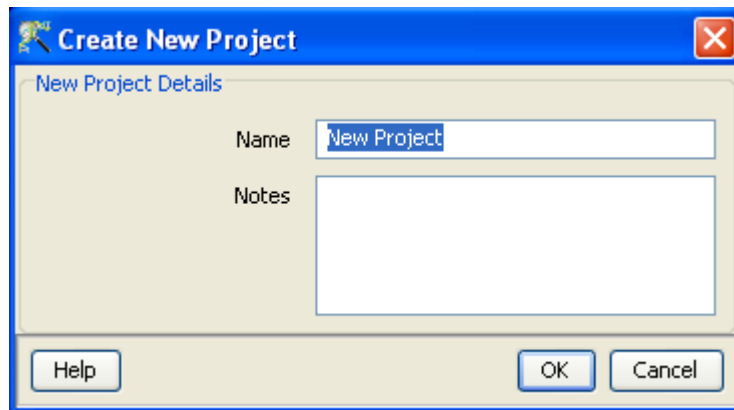 Create New Project
New Project Details
Name New Project
Notes
Help OK Cancel